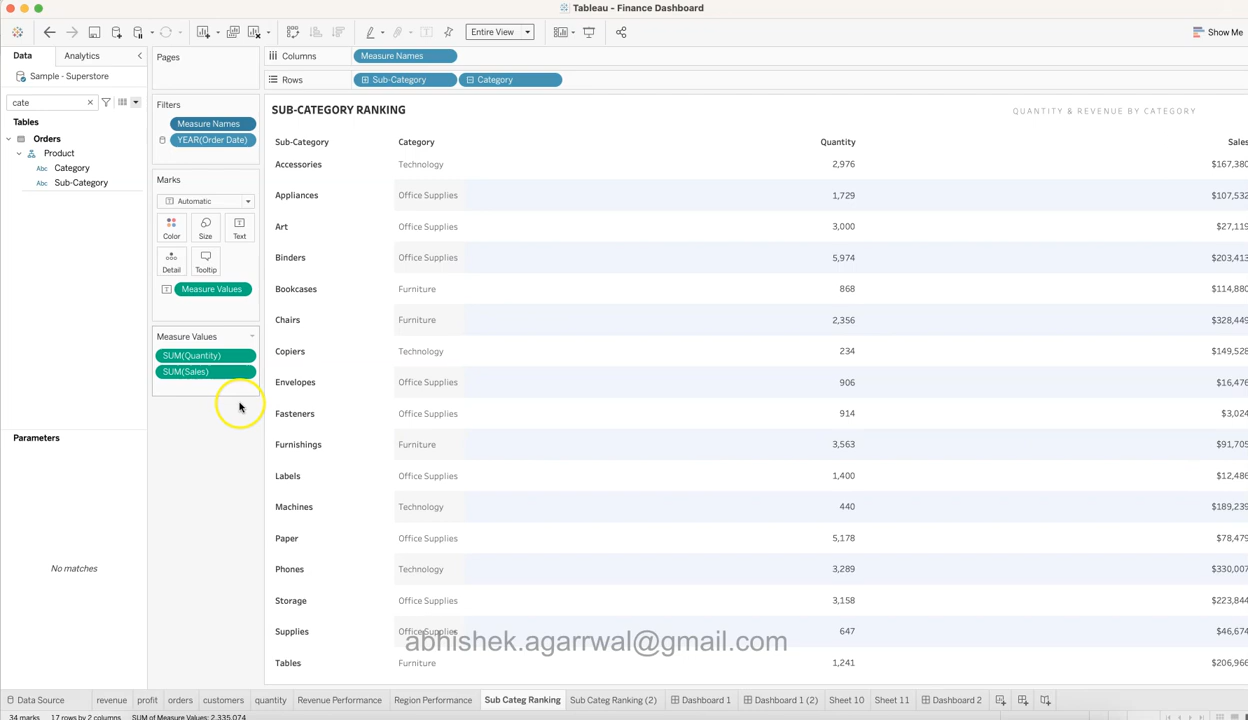 Tableau - Finance Dashboard
Entire View
Show Me
Data Analytics
Pages
Columns Measure Names
Sample - Superstore
Rows Sub-Category Category
cate
Filters
SUB-CATEGORY RANKING QUANTITY & REVENUE BY CATEGORY
Tables
Measure Names
Orders
YEAR(Order Date)
Product
Abc Category
Abc Sub-Category
Marks
Automatic
Color Size Text
Detail Tooltip
Measure Values
Measure Values
SUM(Quantity)
SUM(Sales)
Sub-Category Category Quantity Sales
Accessories Technology 2,976 $167,380
Appliances Office Supplies 1,729 $107,532
Art Office Supplies 3,000 $27,119
Binders Office Supplies 5,974 $203,413
Bookcases Furniture 868 $114,880
Chairs Furniture 2,356 $328,449
Copiers Technology 234 $149,528
Envelopes Office Supplies 906 $16,476
Fasteners Office Supplies 914 $3,024
Furnishings Furniture 3,563 $91,705
Labels Office Supplies 1,400 $12,486
Machines Technology 440 $189,239
Paper Office Supplies 5,178 $78,479
Phones Technology 3,289 $330,007
Storage Office Supplies 3,158 $223,844
Supplies Office Supplies 647 $46,674
Tables Furniture 1,241 $206,966
Parameters
No matches
abhishek.agarrwal@gmail.com
Data Source revenue profit orders customers quantity Revenue Performance Region Performance Sub Categ Ranking Sub Categ Ranking (2) Dashboard 1 Dashboard 1 (2) Sheet 10 Sheet 11 Dashboard 2
34 marks 17 rows by 2 columns SUM of Measure Values: 2,335,074